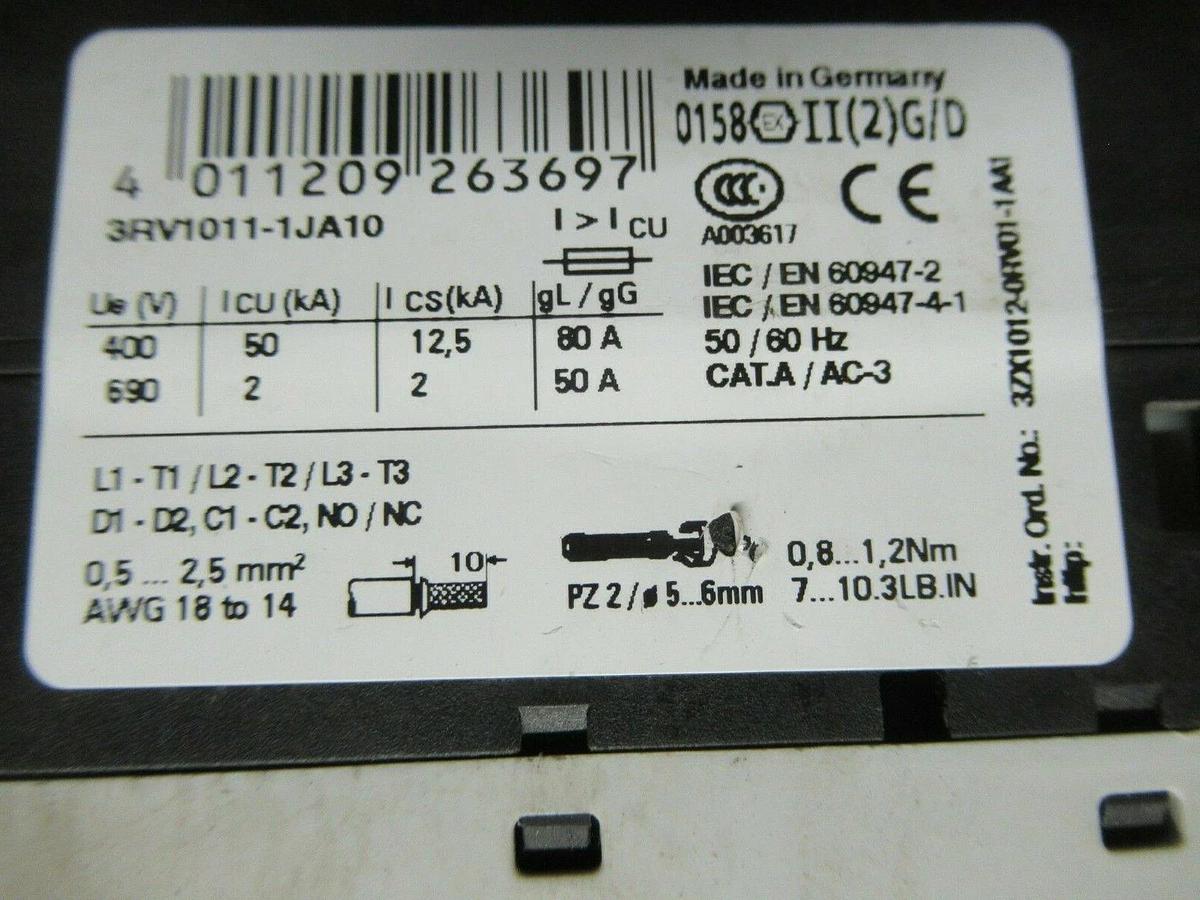 4 011209 263697
3RV1011-1JA10
I > I CU
Ue (V) I CU (kA) I CS(kA) gL / gG
400 50 12,5 80 A
690 2 2 50 A
Made in Germany
0158 EX II(2)G/D
CCC CE
A003617
IEC / EN 60947-2
IEC / EN 60947-4-1
50 / 60 Hz
CAT.A / AC-3
L1 - T1 / L2 - T2 / L3 - T3
D1 - D2, C1 - C2, NO / NC
0,5 ... 2,5 mm²
AWG 18 to 14
10
PZ 2 / ø 5...6mm
0,8...1,2Nm
7...10.3LB.IN
Instr. Ord. No.: 3ZX1012-0RV01-1AA1
http: